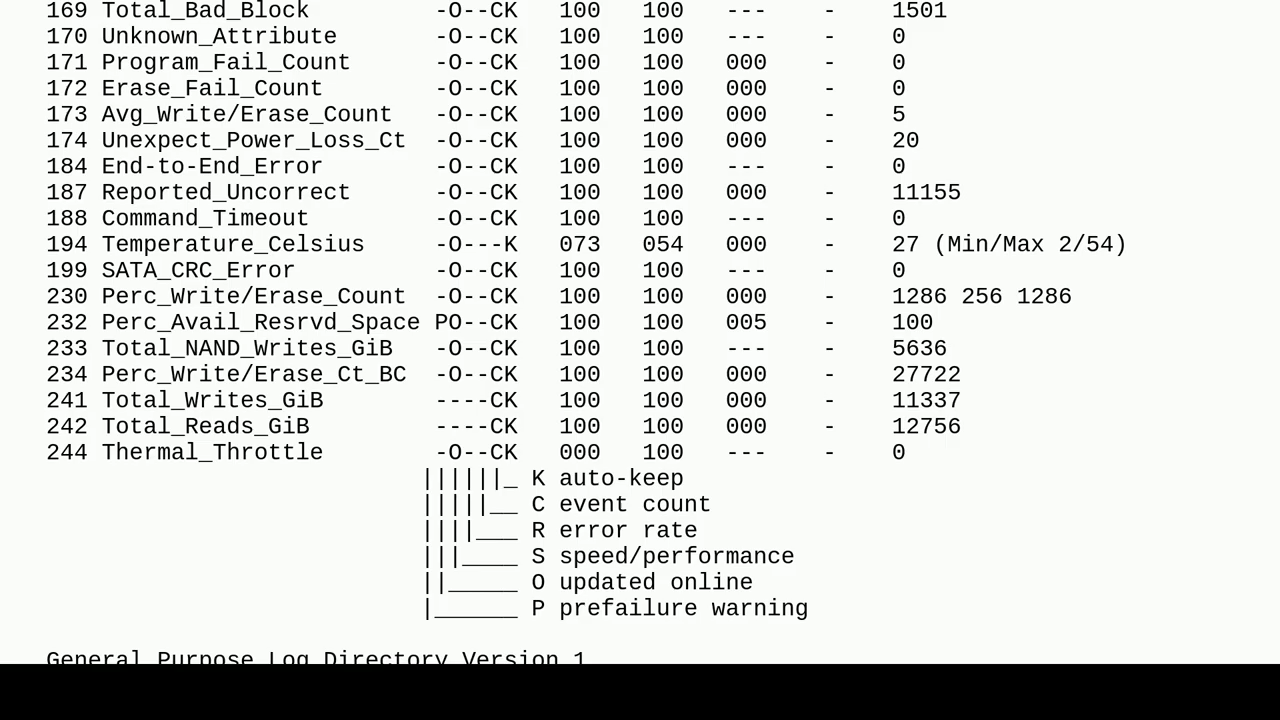 169 Total_Bad_Block         -O--CK   100   100   ---    -    1501
170 Unknown_Attribute       -O--CK   100   100   ---    -    0
171 Program_Fail_Count      -O--CK   100   100   000    -    0
172 Erase_Fail_Count        -O--CK   100   100   000    -    0
173 Avg_Write/Erase_Count   -O--CK   100   100   000    -    5
174 Unexpect_Power_Loss_Ct  -O--CK   100   100   000    -    20
184 End-to-End_Error        -O--CK   100   100   ---    -    0
187 Reported_Uncorrect      -O--CK   100   100   000    -    11155
188 Command_Timeout         -O--CK   100   100   ---    -    0
194 Temperature_Celsius     -O---K   073   054   000    -    27 (Min/Max 2/54)
199 SATA_CRC_Error          -O--CK   100   100   ---    -    0
230 Perc_Write/Erase_Count  -O--CK   100   100   000    -    1286 256 1286
232 Perc_Avail_Resrvd_Space PO--CK   100   100   005    -    100
233 Total_NAND_Writes_GiB   -O--CK   100   100   ---    -    5636
234 Perc_Write/Erase_Ct_BC  -O--CK   100   100   000    -    27722
241 Total_Writes_GiB        ----CK   100   100   000    -    11337
242 Total_Reads_GiB         ----CK   100   100   000    -    12756
244 Thermal_Throttle        -O--CK   000   100   ---    -    0
                            ||||||_ K auto-keep
                            |||||__ C event count
                            ||||___ R error rate
                            |||____ S speed/performance
                            ||_____ O updated online
                            |______ P prefailure warning
General Purpose Log Directory Version 1